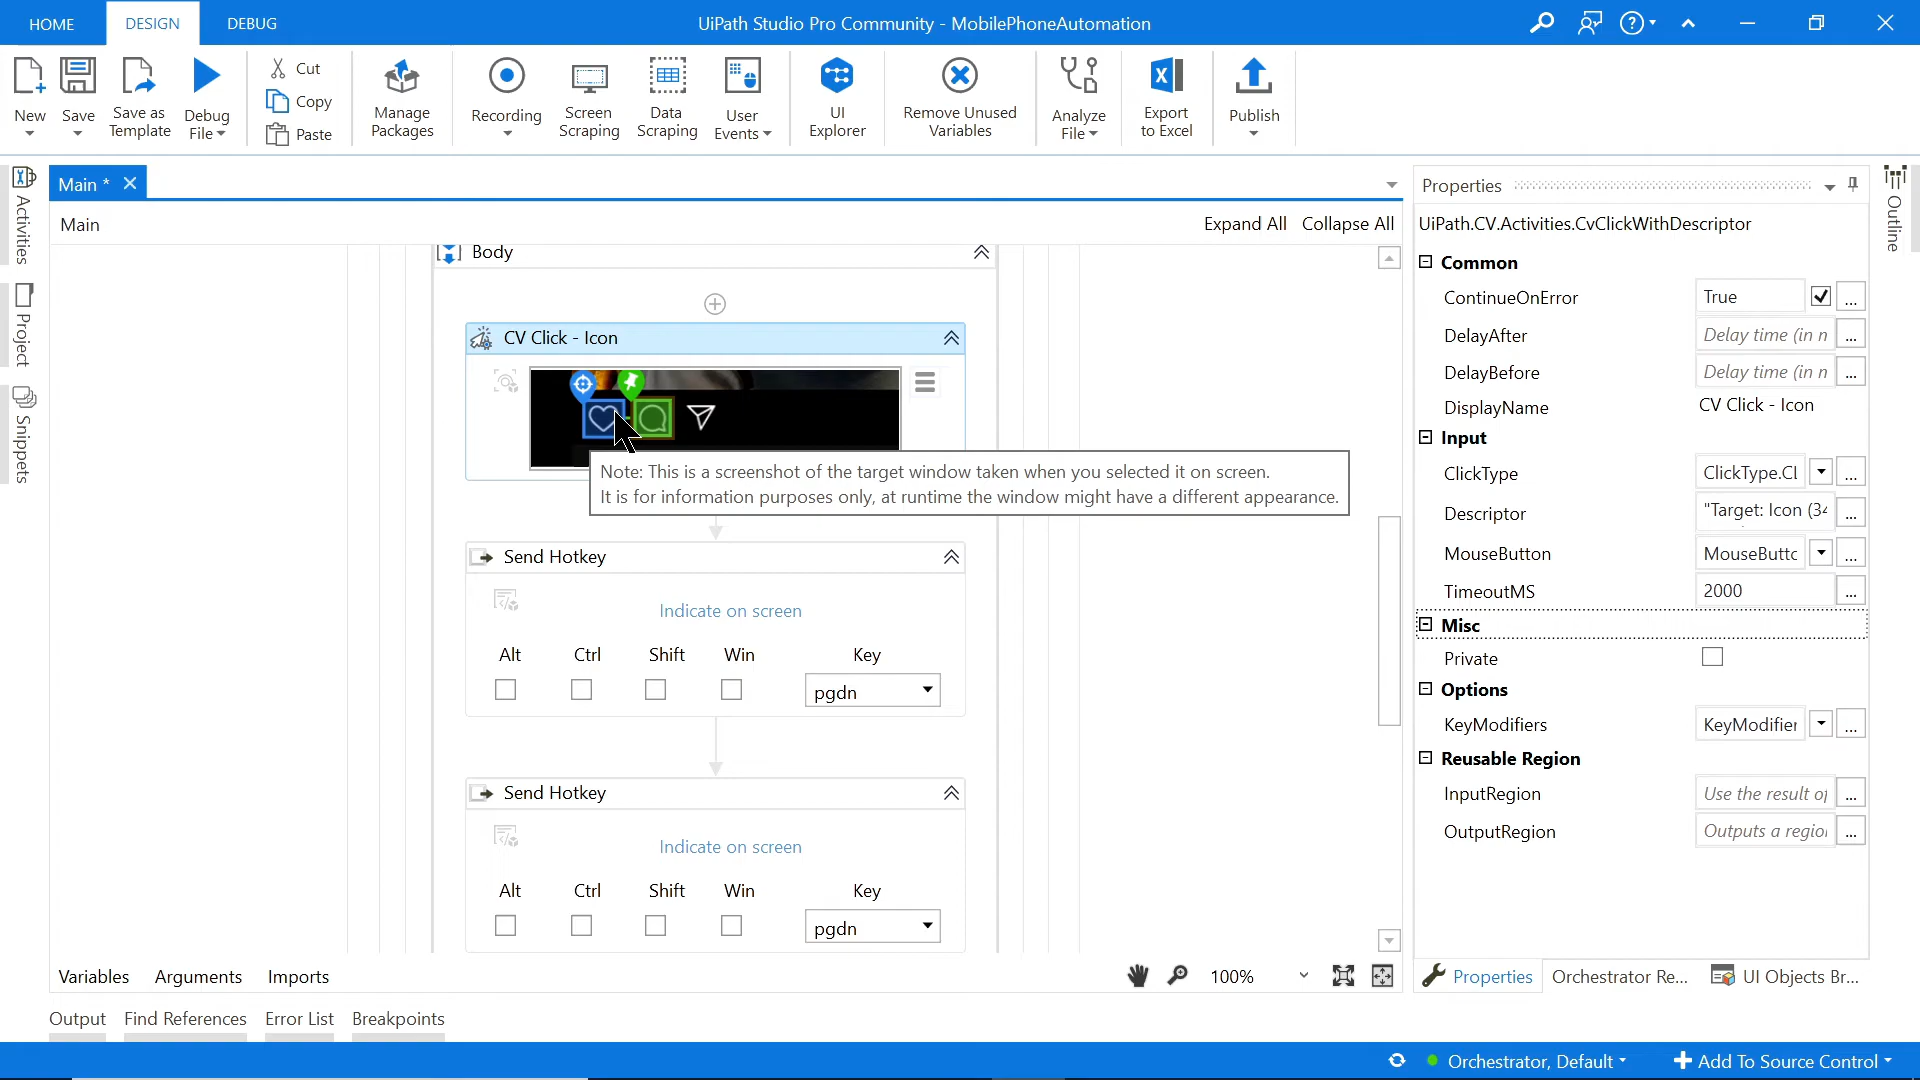 HOME
DESIGN
DEBUG
UiPath Studio Pro Community - MobilePhoneAutomation
New
Save
Save as
Template
Debug
File
Cut
Copy
Paste
Manage
Packages
Recording
Screen
Scraping
Data
Scraping
User
Events
UI
Explorer
Remove Unused
Variables
Analyze
File
Export
to Excel
Publish
Activities
Project
Snippets
Main *
Main
Expand All
Collapse All
Body
CV Click - Icon
Note: This is a screenshot of the target window taken when you selected it on screen.
It is for information purposes only, at runtime the window might have a different appearance.
Send Hotkey
Indicate on screen
Alt
Ctrl
Shift
Win
Key
pgdn
Send Hotkey
Indicate on screen
Alt
Ctrl
Shift
Win
Key
pgdn
Variables
Arguments
Imports
100%
Properties
Outline
UiPath.CV.Activities.CvClickWithDescriptor
Common
ContinueOnError
True
...
DelayAfter
Delay time (in n
...
DelayBefore
Delay time (in n
...
DisplayName
CV Click - Icon
Input
ClickType
ClickType.CL
...
Descriptor
"Target: Icon (34
...
MouseButton
MouseButtc
...
TimeoutMS
2000
...
Misc
Private
Options
KeyModifiers
KeyModifier
...
Reusable Region
InputRegion
Use the result of
...
OutputRegion
Outputs a region
...
Properties
Orchestrator Re...
UI Objects Br...
Output
Find References
Error List
Breakpoints
Orchestrator, Default
Add To Source Control